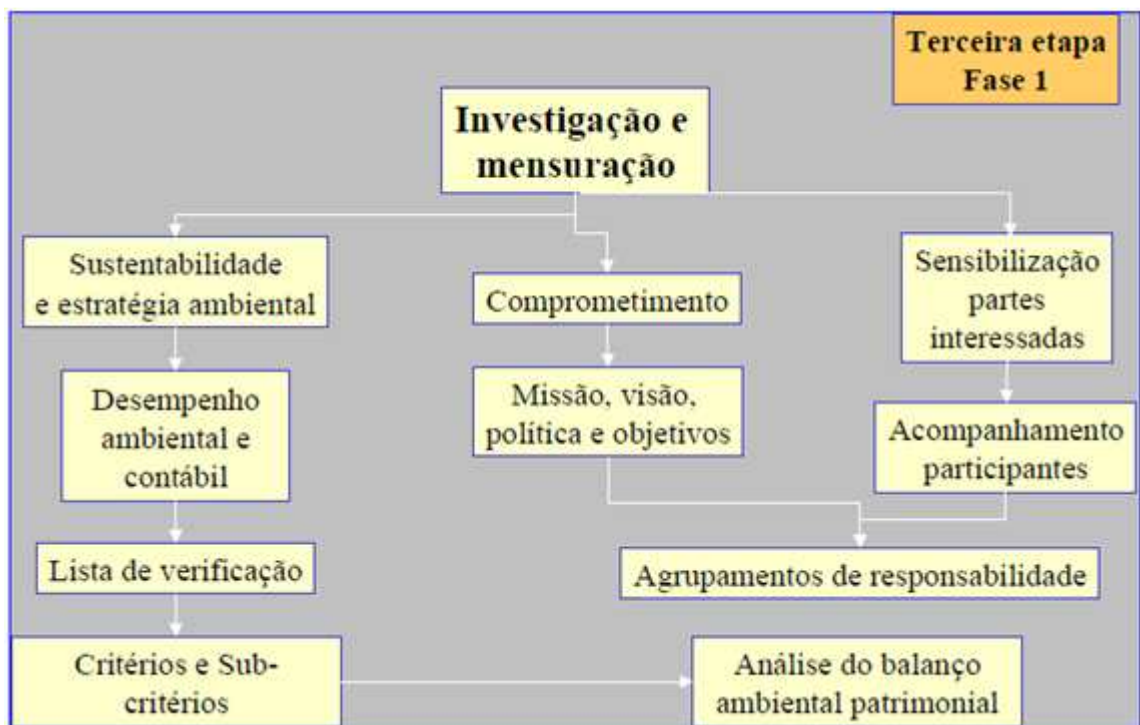 Terceira etapa
Fase 1
Investigação e
mensuração
Sustentabilidade
e estratégia ambiental
Comprometimento
Sensibilização
partes
interessadas
Desempenho
ambiental e
contábil
Missão, visão,
política e objetivos
Acompanhamento
participantes
Lista de verificação
Agrupamentos de responsabilidade
Critérios e Sub-
critérios
Análise do balanço
ambiental patrimonial